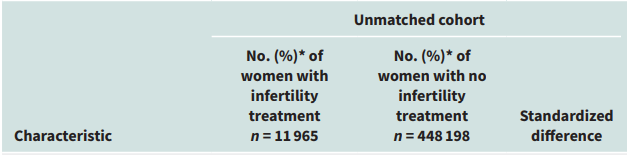 Unmatched cohort
No. (%)* of
women with
infertility
treatment
n = 11 965
No. (%)* of
women with no
infertility
treatment
n = 448 198
Standardized
difference
Characteristic